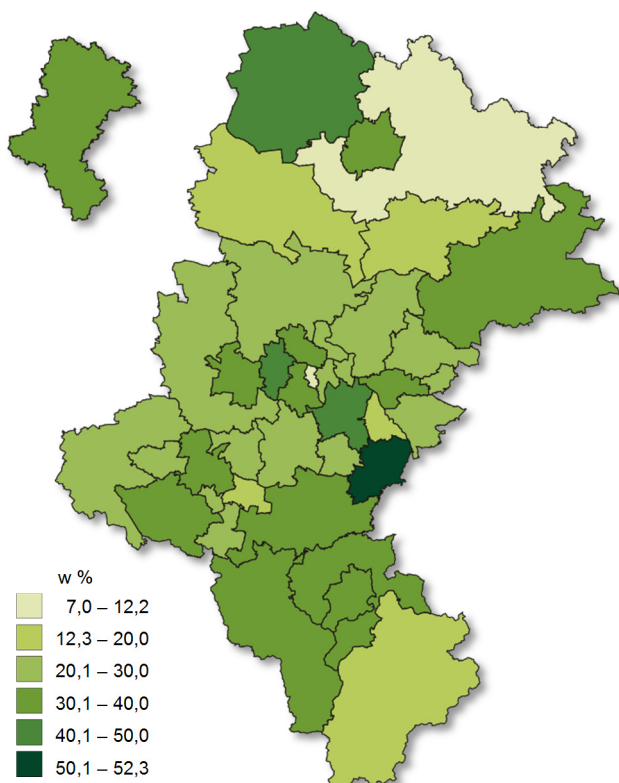 w %
7,0 – 12,2
12,3 – 20,0
20,1 – 30,0
30,1 – 40,0
40,1 – 50,0
50,1 – 52,3